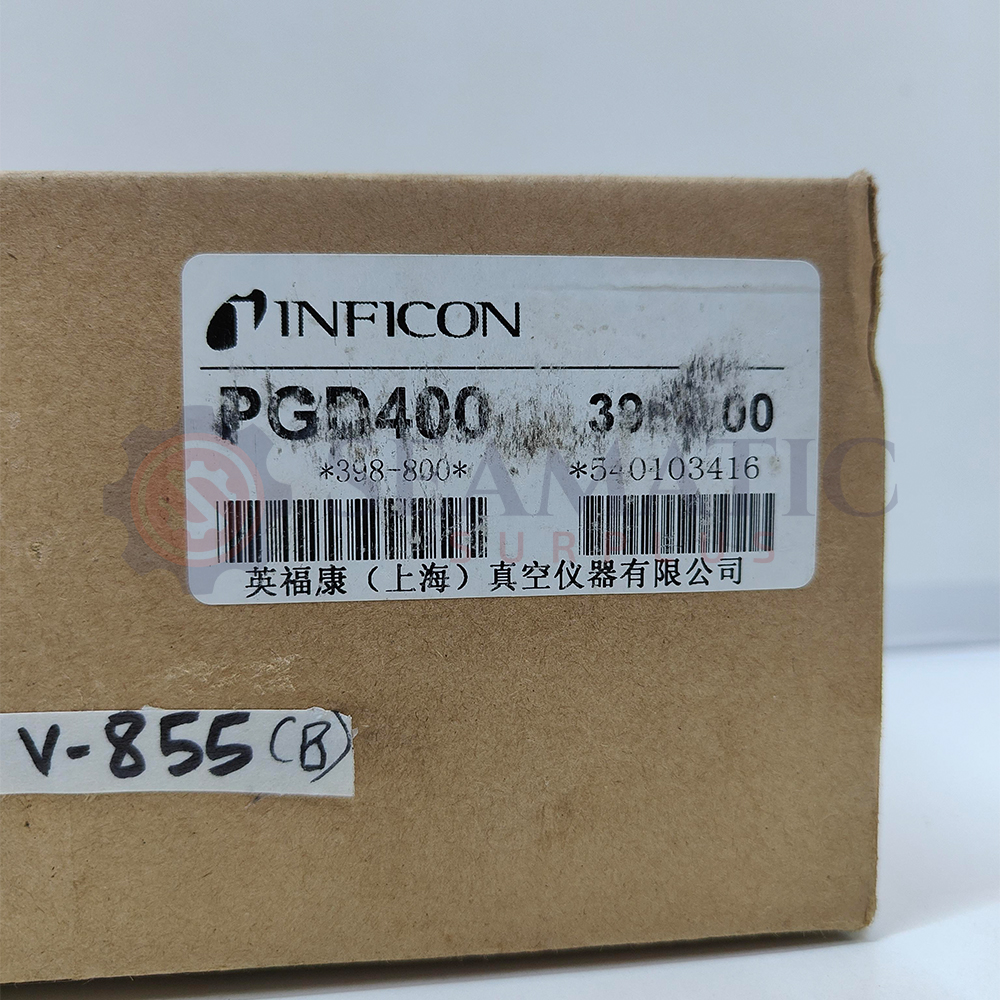 INFICON
PGD400
*398-800* *540103416
英福康（上海）真空仪器有限公司
V-855(B)
SURPLUS